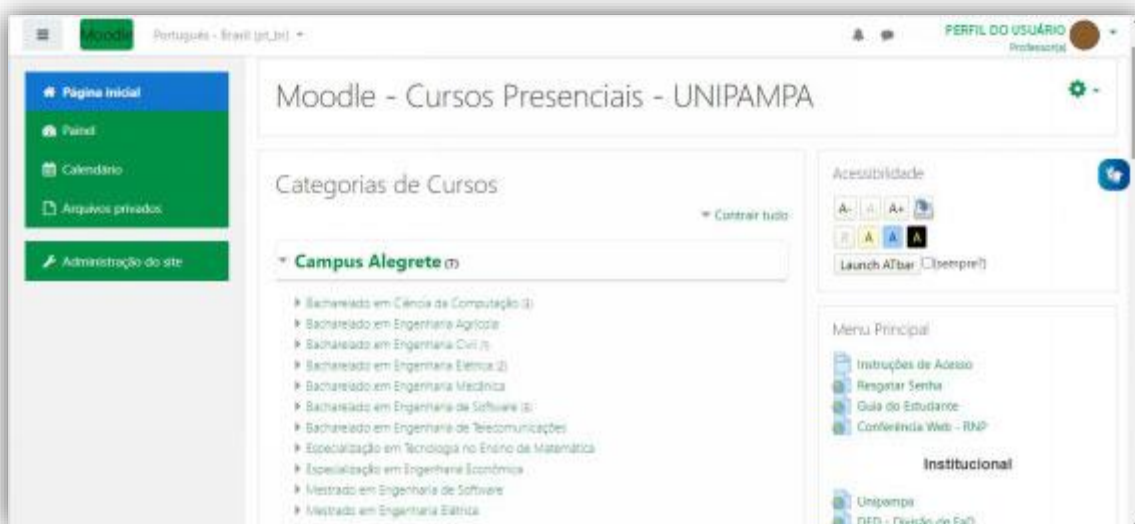 Moodle
Português - Brasil (pt_br)
PERFIL DO USUÁRIO
Professor(a)
Página inicial
Painel
Calendário
Arquivos privados
Administração do site
Moodle - Cursos Presenciais - UNIPAMPA
Categorias de Cursos
Contrair tudo
Campus Alegrete (7)
Bacharelado em Ciência da Computação
Bacharelado em Engenharia Agrícola
Bacharelado em Engenharia Civil
Bacharelado em Engenharia Elétrica (2)
Bacharelado em Engenharia Mecânica
Bacharelado em Engenharia de Software
Bacharelado em Engenharia de Telecomunicações
Especialização em Tecnologia no Ensino de Matemática
Especialização em Engenharia Econômica
Mestrado em Engenharia de Software
Mestrado em Engenharia Elétrica
Acessibilidade
A- A A+
R A A A
Launch ATbar (sempre?)
Menu Principal
Instruções de Acesso
Resgatar Senha
Guia do Estudante
Conferência Web - RNP
Institucional
Unipampa
DED - Divisão de EaD